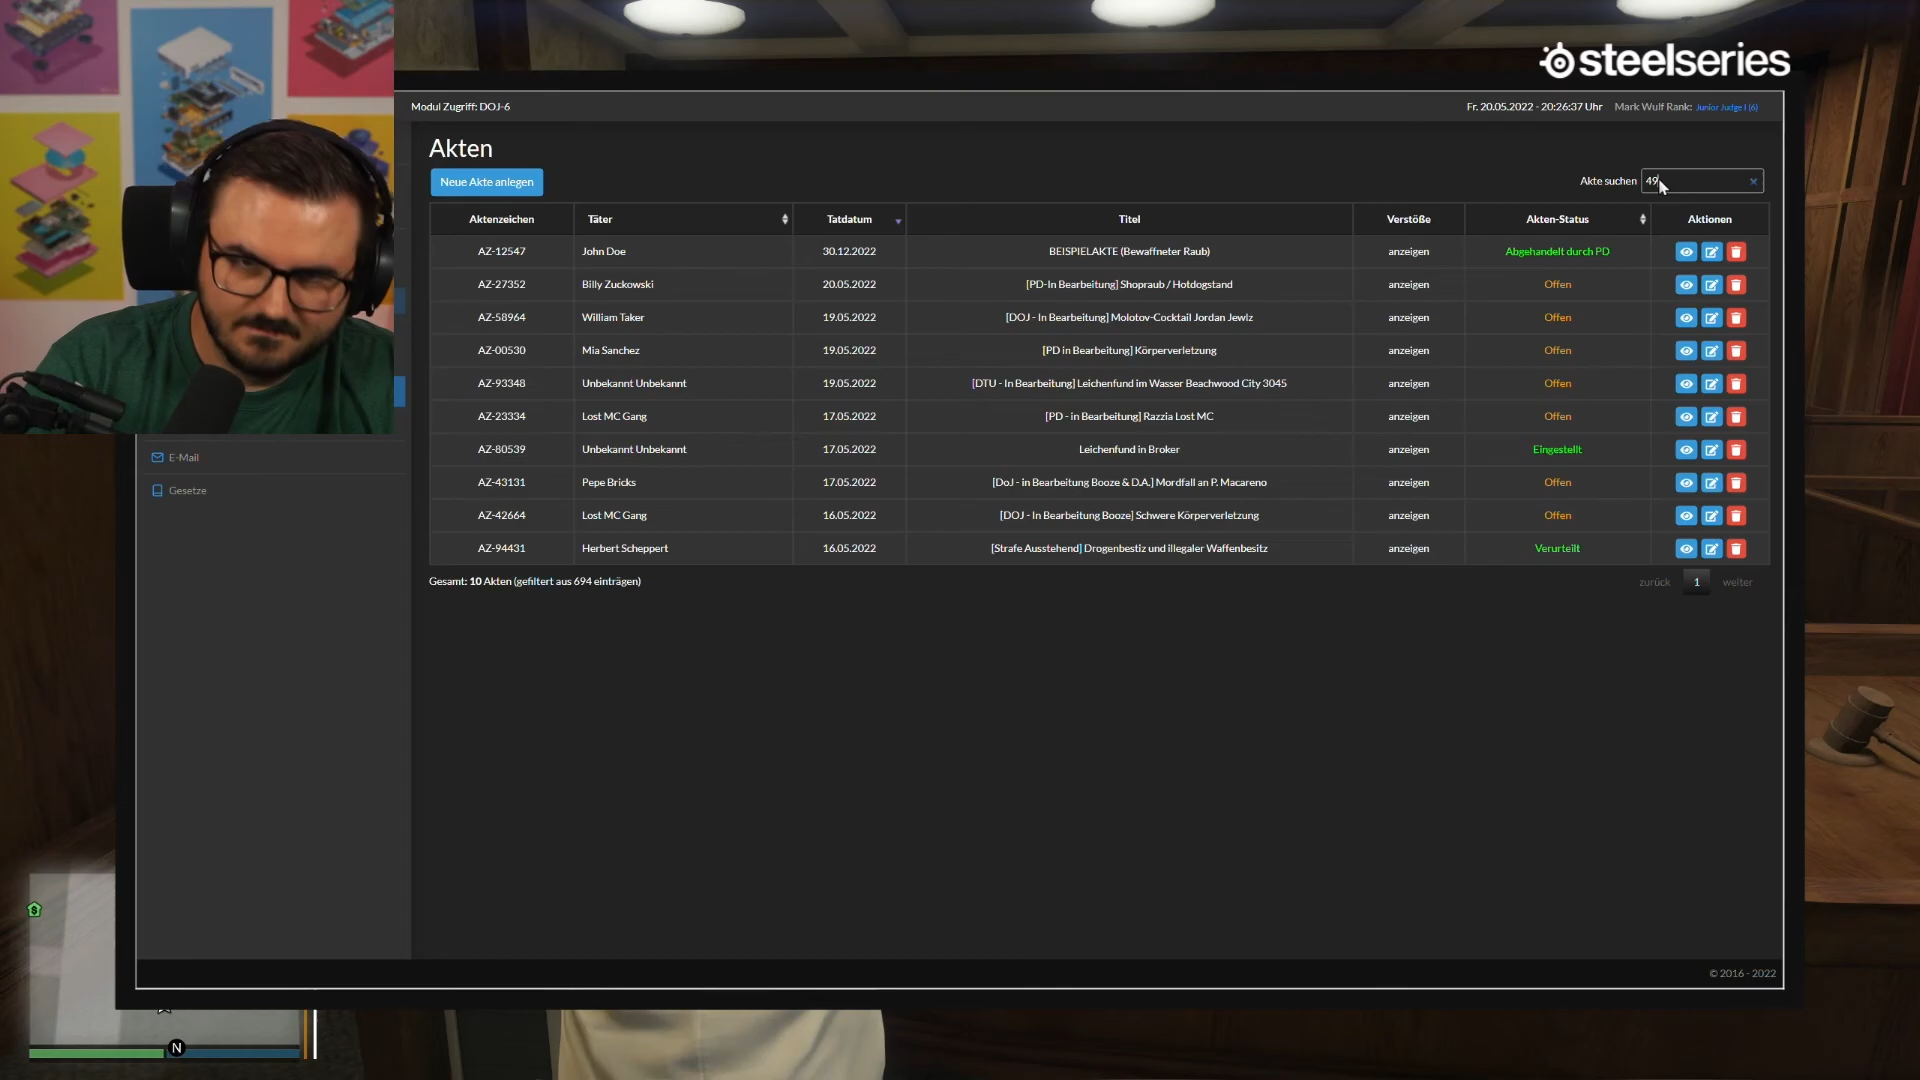 steelseries
Modul Zugriff: DOJ-6
Fr. 20.05.2022 - 20:26:37 Uhr Mark Wulf Rank: Junior Judge I (6)
Akten
Neue Akte anlegen
Akte suchen 49
Aktenzeichen Täter Tatdatum Titel Verstöße Akten-Status Aktionen
AZ-12547 John Doe 30.12.2022 BEISPIELAKTE (Bewaffneter Raub) anzeigen Abgehandelt durch PD
AZ-27352 Billy Zuckowski 20.05.2022 [PD-In Bearbeitung] Shopraub / Hotdogstand anzeigen Offen
AZ-58964 William Taker 19.05.2022 [DOJ - In Bearbeitung] Molotov-Cocktail Jordan Jewlz anzeigen Offen
AZ-00530 Mia Sanchez 19.05.2022 [PD in Bearbeitung] Körperverletzung anzeigen Offen
AZ-93348 Unbekannt Unbekannt 19.05.2022 [DTU - In Bearbeitung] Leichenfund im Wasser Beachwood City 3045 anzeigen Offen
AZ-23334 Lost MC Gang 17.05.2022 [PD - in Bearbeitung] Razzia Lost MC anzeigen Offen
AZ-80539 Unbekannt Unbekannt 17.05.2022 Leichenfund in Broker anzeigen Eingestellt
AZ-43131 Pepe Bricks 17.05.2022 [DoJ - in Bearbeitung Booze & D.A.] Mordfall an P. Macareno anzeigen Offen
AZ-42664 Lost MC Gang 16.05.2022 [DOJ - In Bearbeitung Booze] Schwere Körperverletzung anzeigen Offen
AZ-94431 Herbert Scheppert 16.05.2022 [Strafe Ausstehend] Drogenbestiz und illegaler Waffenbesitz anzeigen Verurteilt
Gesamt: 10 Akten (gefiltert aus 694 einträgen)
zurück 1 weiter
E-Mail
Gesetze
© 2016 - 2022
N